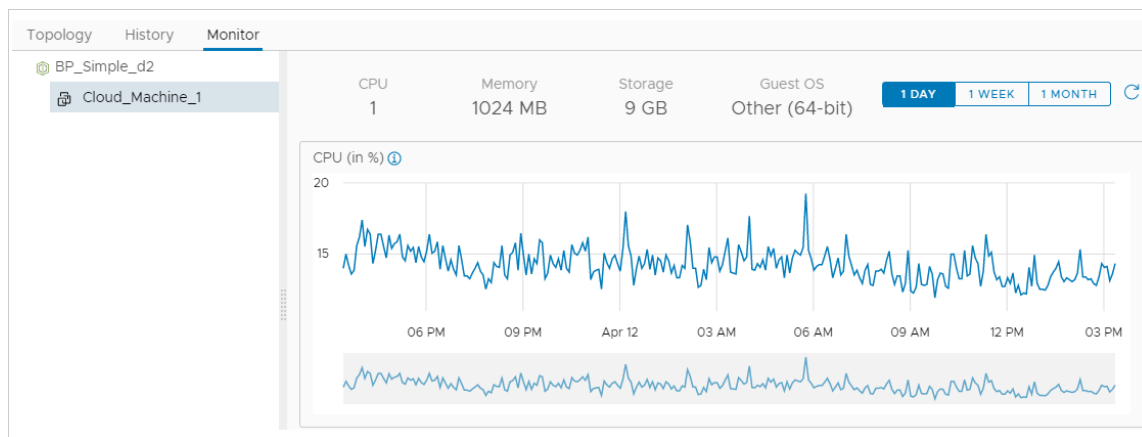 Topology History Monitor
BP_Simple_d2
Cloud_Machine_1
CPU Memory Storage Guest OS
1 1024 MB 9 GB Other (64-bit)
1 DAY 1 WEEK 1 MONTH
CPU (in %)
20
15
06 PM 09 PM Apr 12 03 AM 06 AM 09 AM 12 PM 03 PM